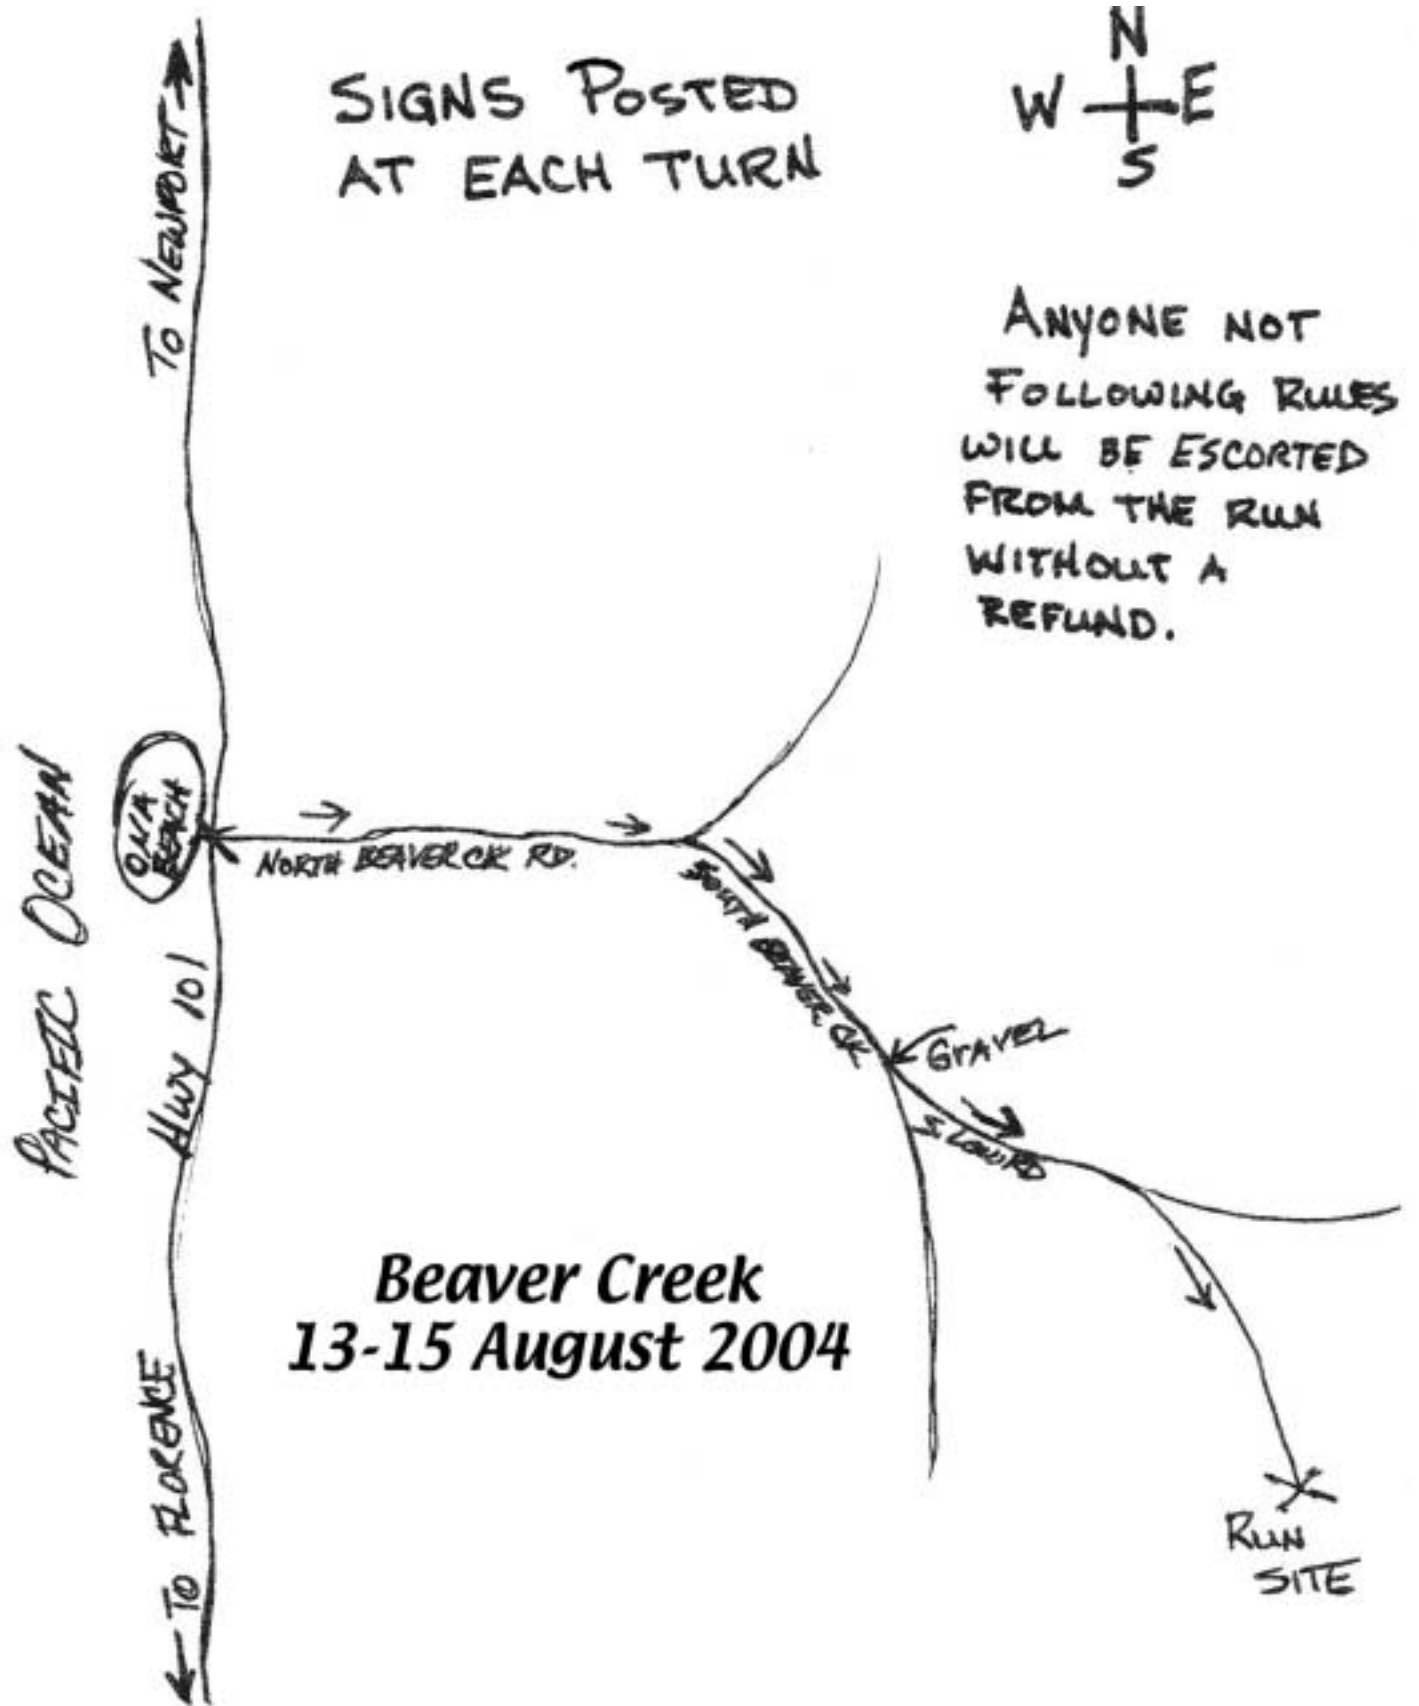 N
W E
S
SIGNS POSTED
AT EACH TURN
TO NEWPORT
ANYONE NOT
FOLLOWING RULES
WILL BE ESCORTED
FROM THE RUN
WITHOUT A
REFUND.
PACIFIC OCEAN
ONA
BEACH
NORTH BEAVER CK RD.
SOUTH BEAVER CK
HWY 101
GRAVEL
RD
Beaver Creek
13-15 August 2004
TO FLORENCE
RUN
SITE